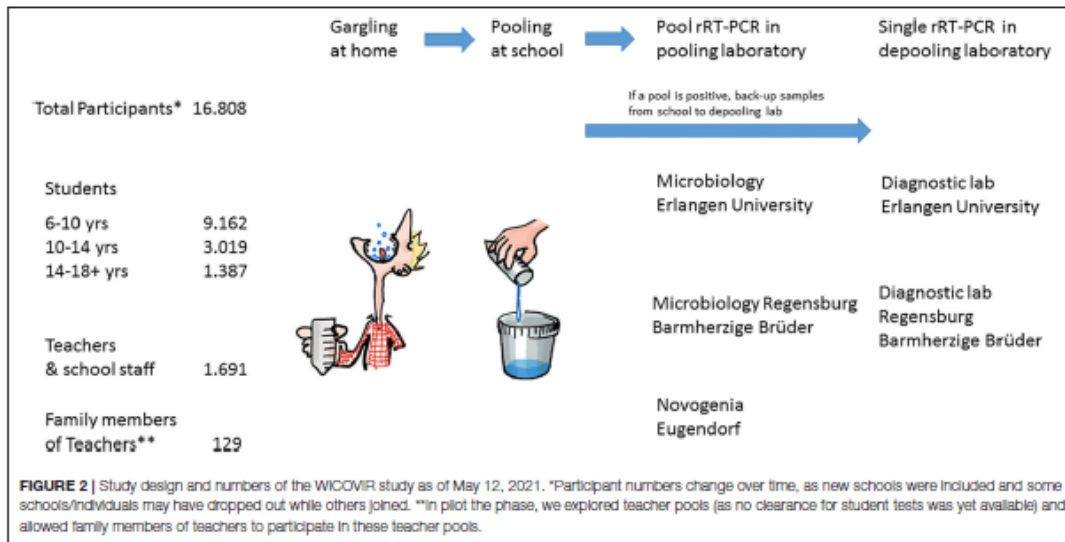 Gargling
at home
Pooling
at school
Pool rRT-PCR in
pooling laboratory
Single rRT-PCR in
depooling laboratory
Total Participants* 16.808
If a pool is positive, back-up samples
from school to depooling lab
Students
6-10 yrs 9.162
10-14 yrs 3.019
14-18+ yrs 1.387
Microbiology
Erlangen University
Diagnostic lab
Erlangen University
Microbiology Regensburg
Barmherzige Brüder
Diagnostic lab
Regensburg
Barmherzige Brüder
Teachers
& school staff 1.691
Family members
of Teachers** 129
Novogenia
Eugendorf
FIGURE 2 | Study design and numbers of the WICOVIR study as of May 12, 2021. *Participant numbers change over time, as new schools were included and some
schools/individuals may have dropped out while others joined. **In pilot the phase, we explored teacher pools (as no clearance for student tests was yet available) and
allowed family members of teachers to participate in these teacher pools.